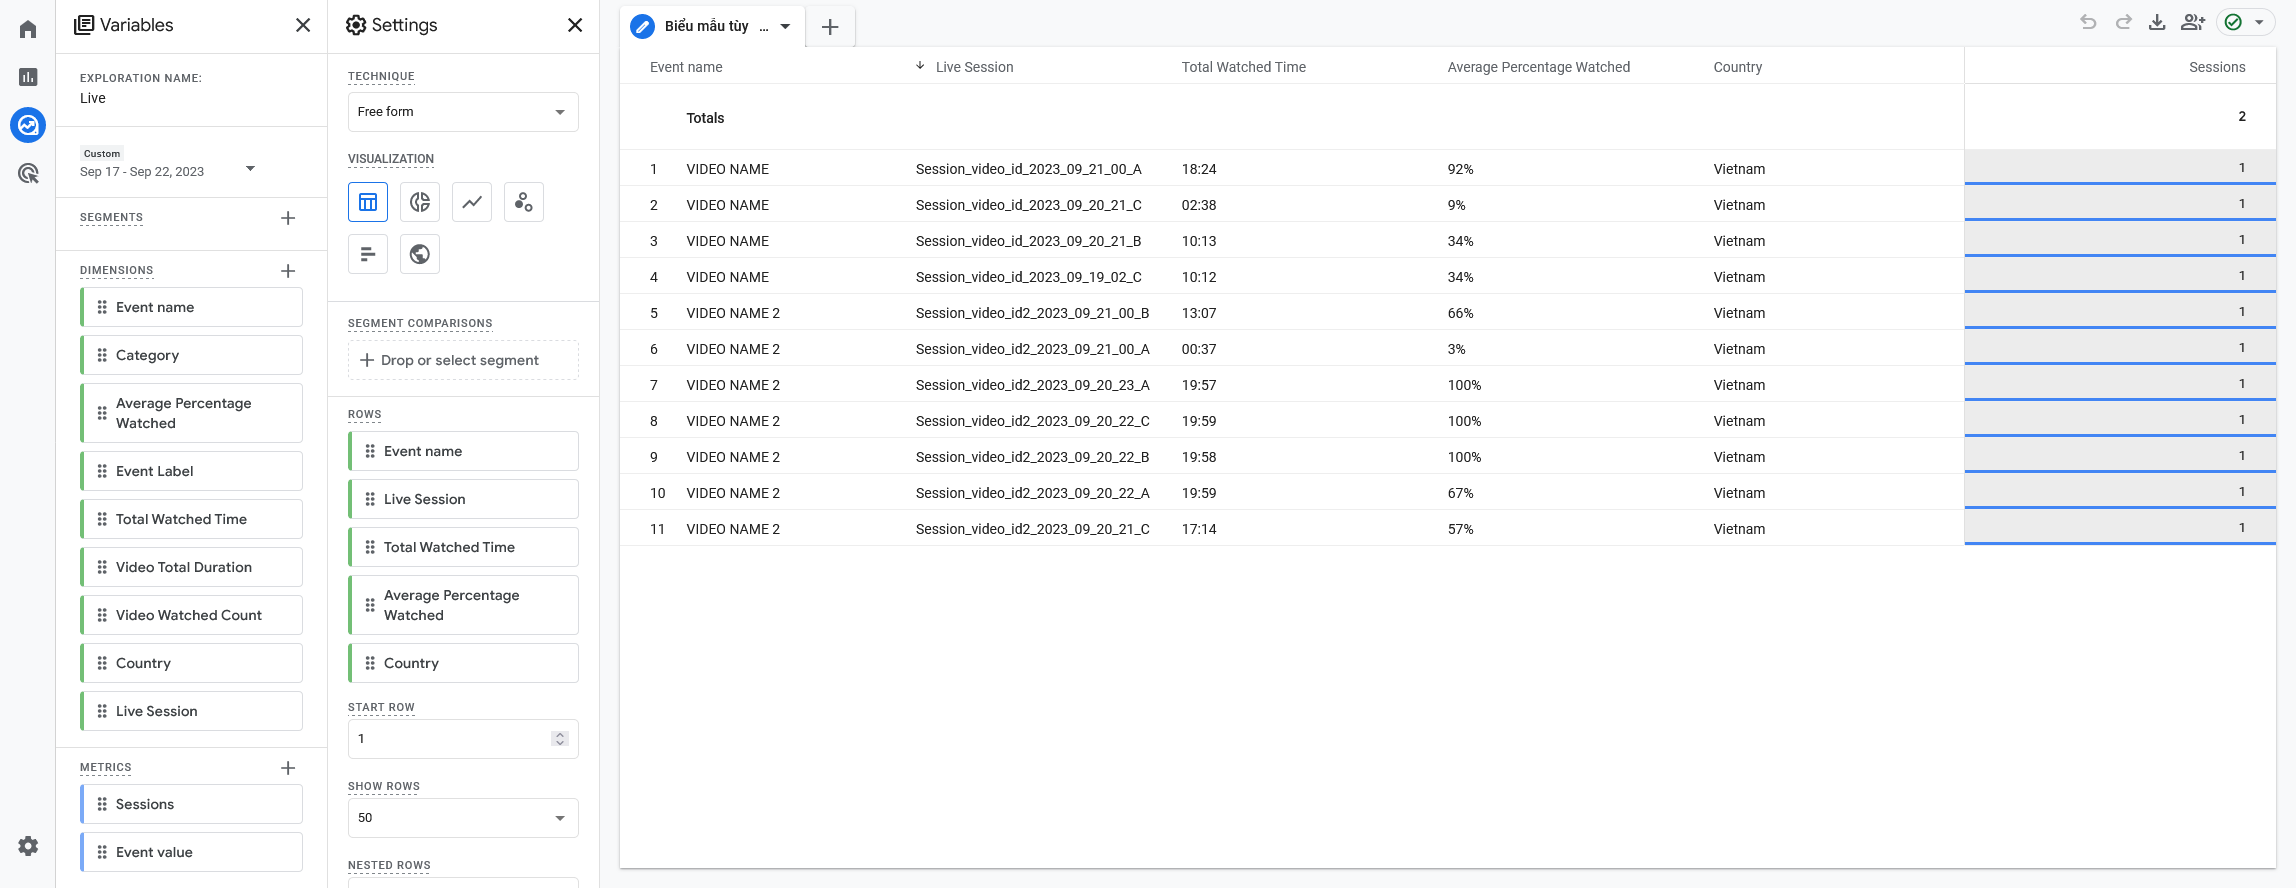 Variables
EXPLORATION NAME:
Live
Custom
Sep 17 - Sep 22, 2023
SEGMENTS
DIMENSIONS
Event name
Category
Average Percentage
Watched
Event Label
Total Watched Time
Video Total Duration
Video Watched Count
Country
Live Session
METRICS
Sessions
Event value
Settings
TECHNIQUE
Free form
VISUALIZATION
SEGMENT COMPARISONS
Drop or select segment
ROWS
Event name
Live Session
Total Watched Time
Average Percentage
Watched
Country
START ROW
1
SHOW ROWS
50
NESTED ROWS
Biểu mẫu tùy ...
Event name Live Session Total Watched Time Average Percentage Watched Country Sessions
Totals 2
1 VIDEO NAME Session_video_id_2023_09_21_00_A 18:24 92% Vietnam 1
2 VIDEO NAME Session_video_id_2023_09_20_21_C 02:38 9% Vietnam 1
3 VIDEO NAME Session_video_id_2023_09_20_21_B 10:13 34% Vietnam 1
4 VIDEO NAME Session_video_id_2023_09_19_02_C 10:12 34% Vietnam 1
5 VIDEO NAME 2 Session_video_id2_2023_09_21_00_B 13:07 66% Vietnam 1
6 VIDEO NAME 2 Session_video_id2_2023_09_21_00_A 00:37 3% Vietnam 1
7 VIDEO NAME 2 Session_video_id2_2023_09_20_23_A 19:57 100% Vietnam 1
8 VIDEO NAME 2 Session_video_id2_2023_09_20_22_C 19:59 100% Vietnam 1
9 VIDEO NAME 2 Session_video_id2_2023_09_20_22_B 19:58 100% Vietnam 1
10 VIDEO NAME 2 Session_video_id2_2023_09_20_22_A 19:59 67% Vietnam 1
11 VIDEO NAME 2 Session_video_id2_2023_09_20_21_C 17:14 57% Vietnam 1